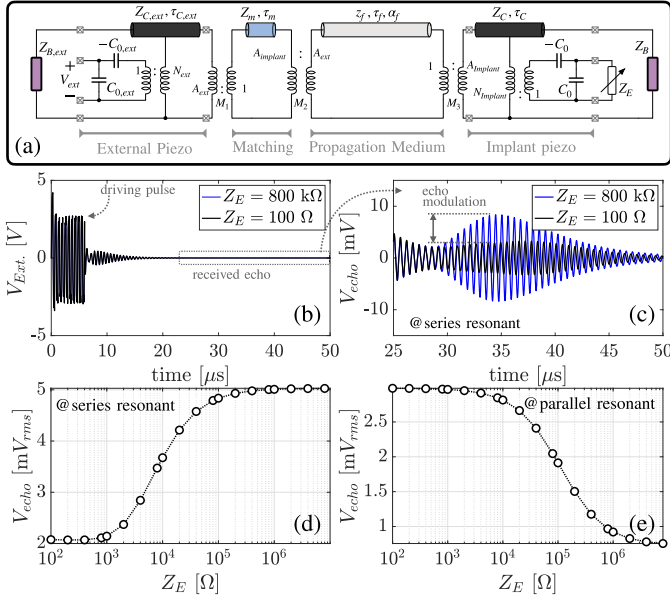 Z_{C,ext}, τ_{C,ext}
Z_m, τ_m
z_f, τ_f, α_f
Z_C, τ_C
Z_{B,ext}
−C_{0,ext}
+
V_{ext}
−
C_{0,ext}
1
N_{ext}
A_{ext}
M_1
:
1
A_{implant}
:
A_{ext}
M_2
1
M_3
:
A_{Implant}
N_{Implant}
:
1
−C_0
C_0
Z_E
Z_B
(a)
External Piezo
Matching
Propagation Medium
Implant piezo
5
0
-5
V_{Ext.} [V]
driving pulse
Z_E = 800 kΩ
Z_E = 100 Ω
received echo
(b)
0 10 20 30 40 50
time [μs]
10
0
-10
V_{echo} [mV]
echo
modulation
Z_E = 800 kΩ
Z_E = 100 Ω
@series resonant
(c)
25 30 35 40 45 50
time [μs]
5
4
3
2
V_{echo} [mV_{rms}]
@series resonant
(d)
10^2 10^3 10^4 10^5 10^6
Z_E [Ω]
2.5
2
1.5
1
V_{echo} [mV_{rms}]
@parallel resonant
(e)
10^2 10^3 10^4 10^5 10^6
Z_E [Ω]